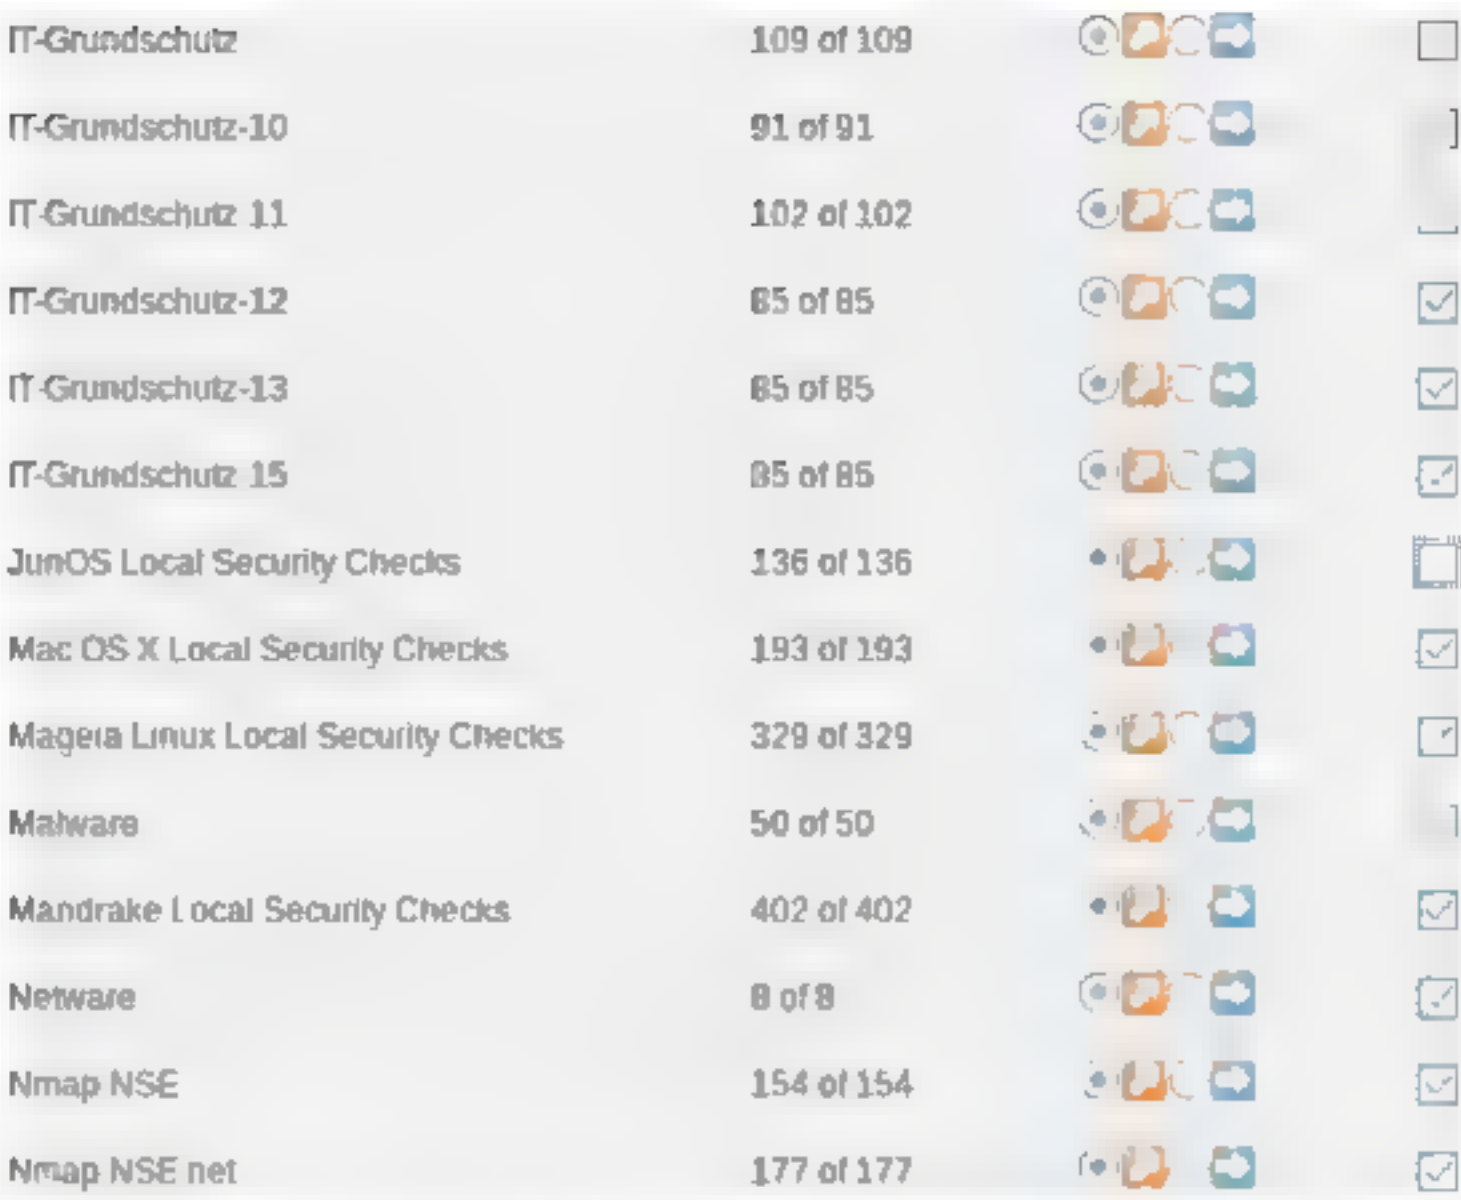 IT-Grundschutz 109 of 109
IT-Grundschutz-10 91 of 91
IT-Grundschutz 11 102 of 102
IT-Grundschutz-12 85 of 85
IT-Grundschutz-13 85 of 85
IT-Grundschutz 15 85 of 85
JunOS Local Security Checks 136 of 136
Mac OS X Local Security Checks 193 of 193
Mageia Linux Local Security Checks 329 of 329
Malware 50 of 50
Mandrake Local Security Checks 402 of 402
Netware 8 of 8
Nmap NSE 154 of 154
Nmap NSE net 177 of 177